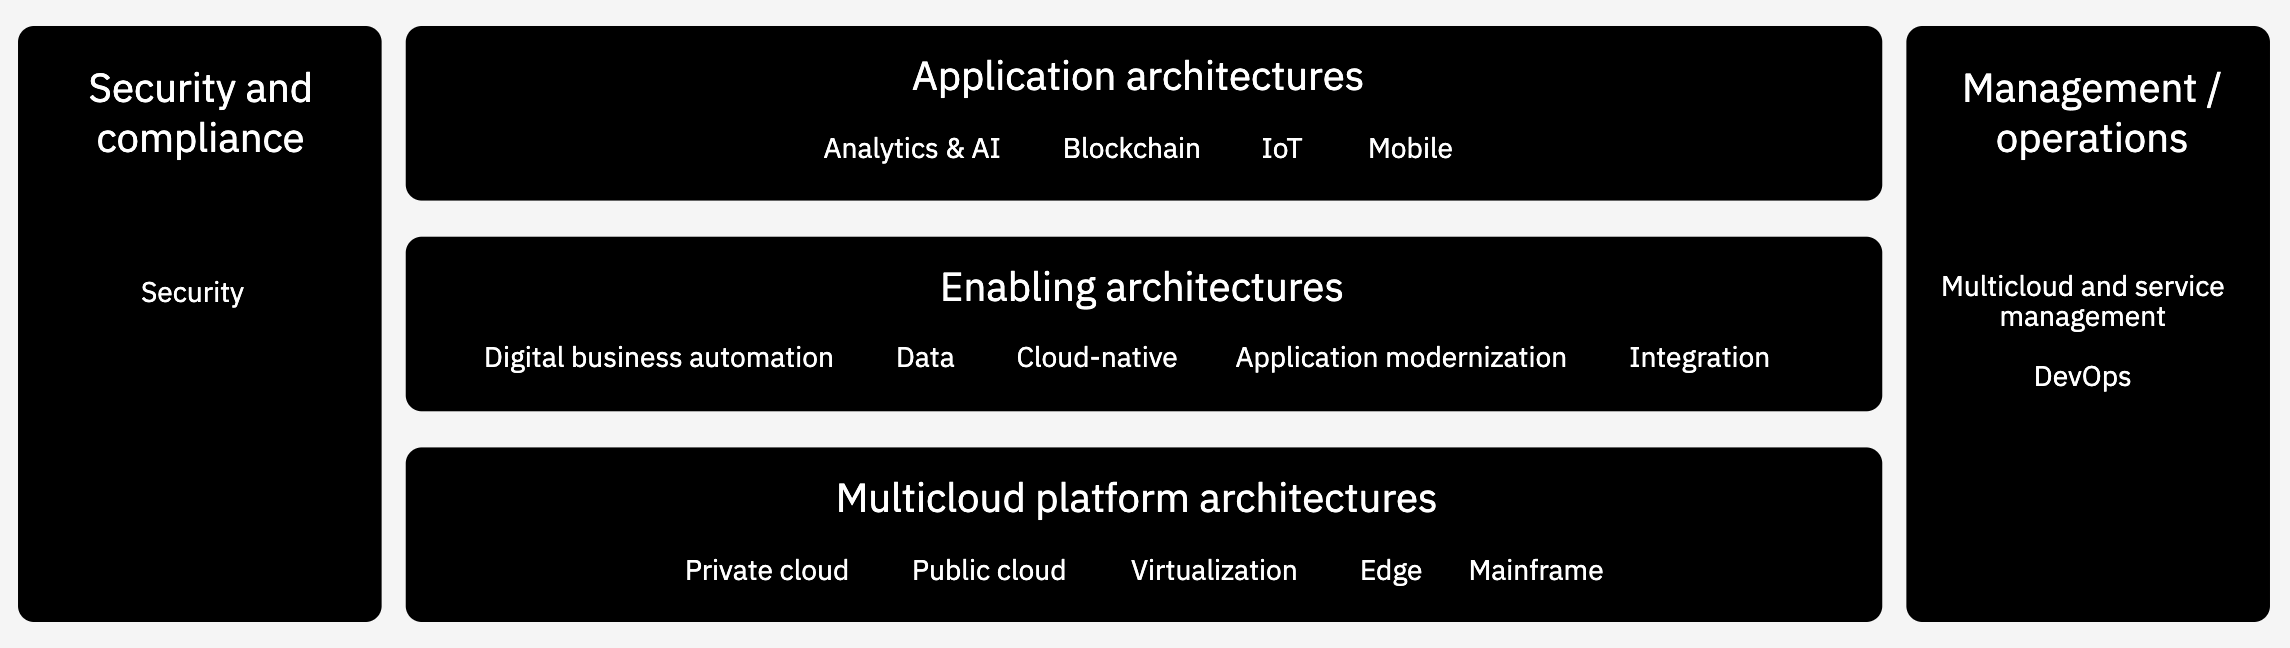 Security and
compliance
Security
Application architectures
Analytics & AI Blockchain IoT Mobile
Enabling architectures
Digital business automation Data Cloud-native Application modernization Integration
Multicloud platform architectures
Private cloud Public cloud Virtualization Edge Mainframe
Management /
operations
Multicloud and service
management
DevOps